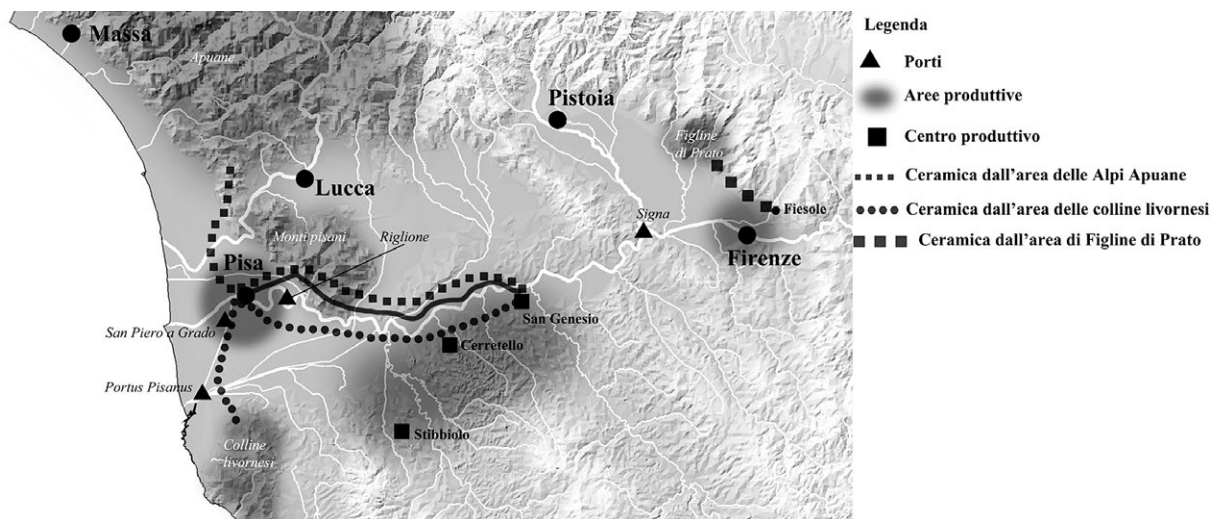 Massa
Apuane
Pistoia
Figline
di Prato
Lucca
Fiesole
Signa
Monti pisani
Riglione
Firenze
Pisa
San Genesio
San Piero a Grado
Cerretello
Portus Pisanus
Stibbiolo
Colline
livornesi
Legenda
Porti
Aree produttive
Centro produttivo
Ceramica dall'area delle Alpi Apuane
Ceramica dall'area delle colline livornesi
Ceramica dall'area di Figline di Prato